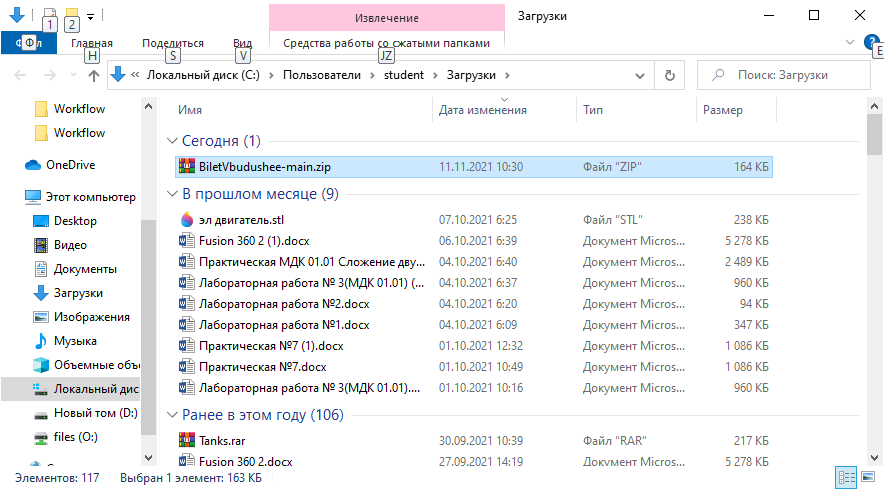 1 2
Извлечение
Загрузки
Ф
Главная
Поделиться
Вид
Средства работы со сжатыми папками
H S V JZ E
« Локальный диск (C:) › Пользователи › student › Загрузки ›
Поиск: Загрузки
Workflow
Workflow
OneDrive
Этот компьютер
Desktop
Видео
Документы
Загрузки
Изображения
Музыка
Объемные объ
Локальный дис
Новый том (D:)
files (O:)
Имя Дата изменения Тип Размер
Сегодня (1)
BiletVbudushee-main.zip 11.11.2021 10:30 Файл "ZIP" 164 КБ
В прошлом месяце (9)
эл двигатель.stl 07.10.2021 6:25 Файл "STL" 238 КБ
Fusion 360 2 (1).docx 06.10.2021 6:39 Документ Micros... 5 278 КБ
Практическая МДК 01.01 Сложение дву... 04.10.2021 6:40 Документ Micros... 2 489 КБ
Лабораторная работа № 3(МДК 01.01) (... 04.10.2021 6:37 Документ Micros... 960 КБ
Лабораторная работа №2.docx 04.10.2021 6:20 Документ Micros... 94 КБ
Лабораторная работа №1.docx 04.10.2021 6:09 Документ Micros... 347 КБ
Практическая №7 (1).docx 01.10.2021 12:32 Документ Micros... 1 086 КБ
Практическая №7.docx 01.10.2021 10:49 Документ Micros... 1 086 КБ
Лабораторная работа № 3(МДК 01.01).... 01.10.2021 10:16 Документ Micros... 960 КБ
Ранее в этом году (106)
Tanks.rar 30.09.2021 10:39 Файл "RAR" 217 КБ
Fusion 360 2.docx 27.09.2021 14:19 Документ Micros... 5 278 КБ
Элементов: 117 Выбран 1 элемент: 163 КБ